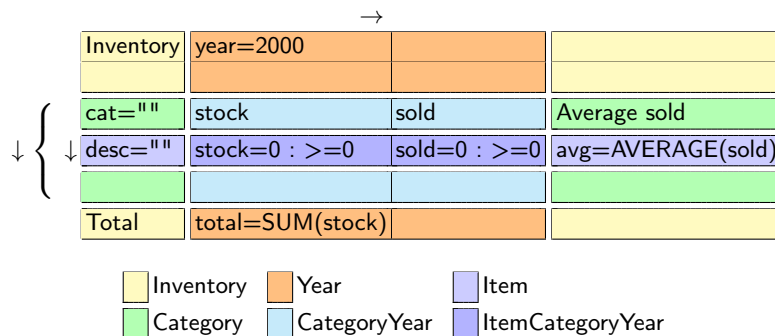 →
Inventory year=2000
cat="" stock sold Average sold
↓ { ↓ desc="" stock=0 : >=0 sold=0 : >=0 avg=AVERAGE(sold)
Total total=SUM(stock)
Inventory Year Item
Category CategoryYear ItemCategoryYear